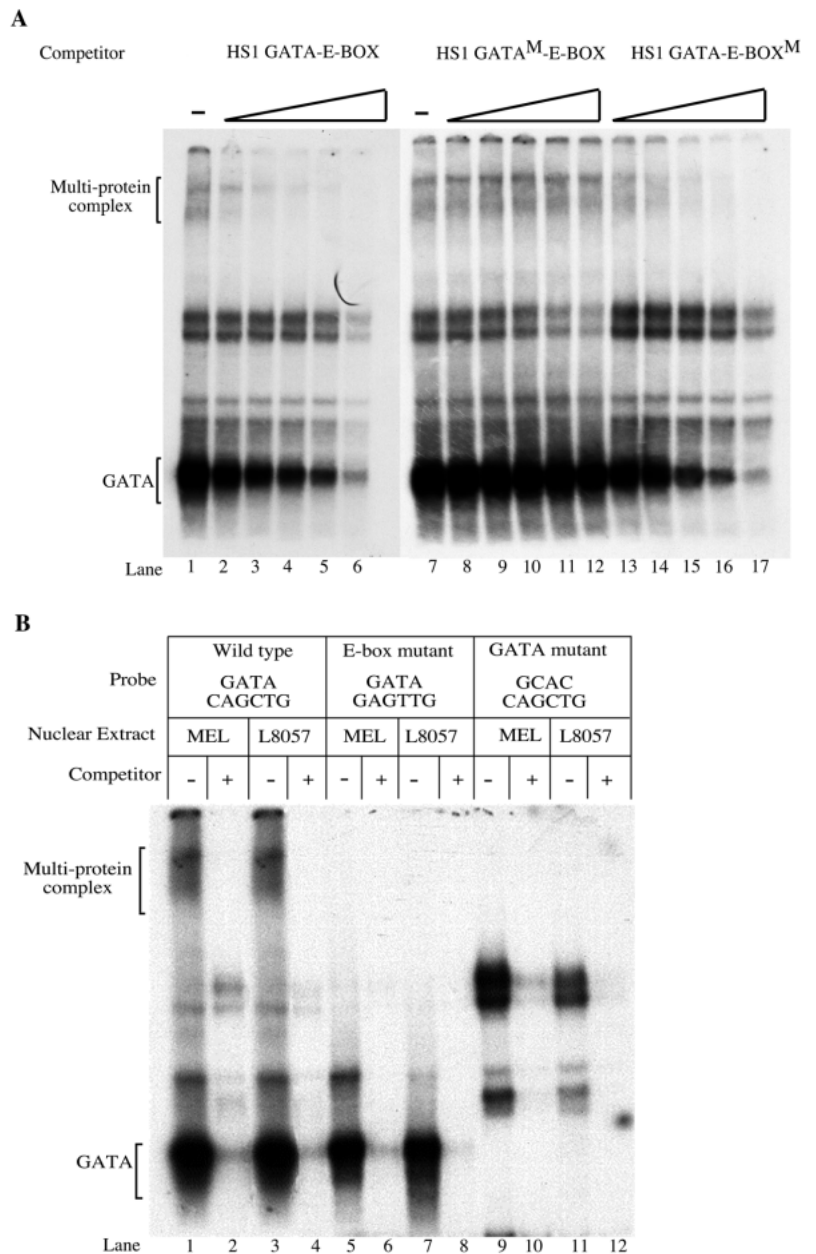 A
Competitor HS1 GATA-E-BOX HS1 GATAM-E-BOX HS1 GATA-E-BOXM
– –
Multi-protein
complex
GATA
Lane 1 2 3 4 5 6 7 8 9 10 11 12 13 14 15 16 17
B
Wild type E-box mutant GATA mutant
Probe GATA GATA GCAC
CAGCTG GAGTTG CAGCTG
Nuclear Extract MEL L8057 MEL L8057 MEL L8057
Competitor - + - + - + - + - + - +
Multi-protein
complex
GATA
Lane 1 2 3 4 5 6 7 8 9 10 11 12